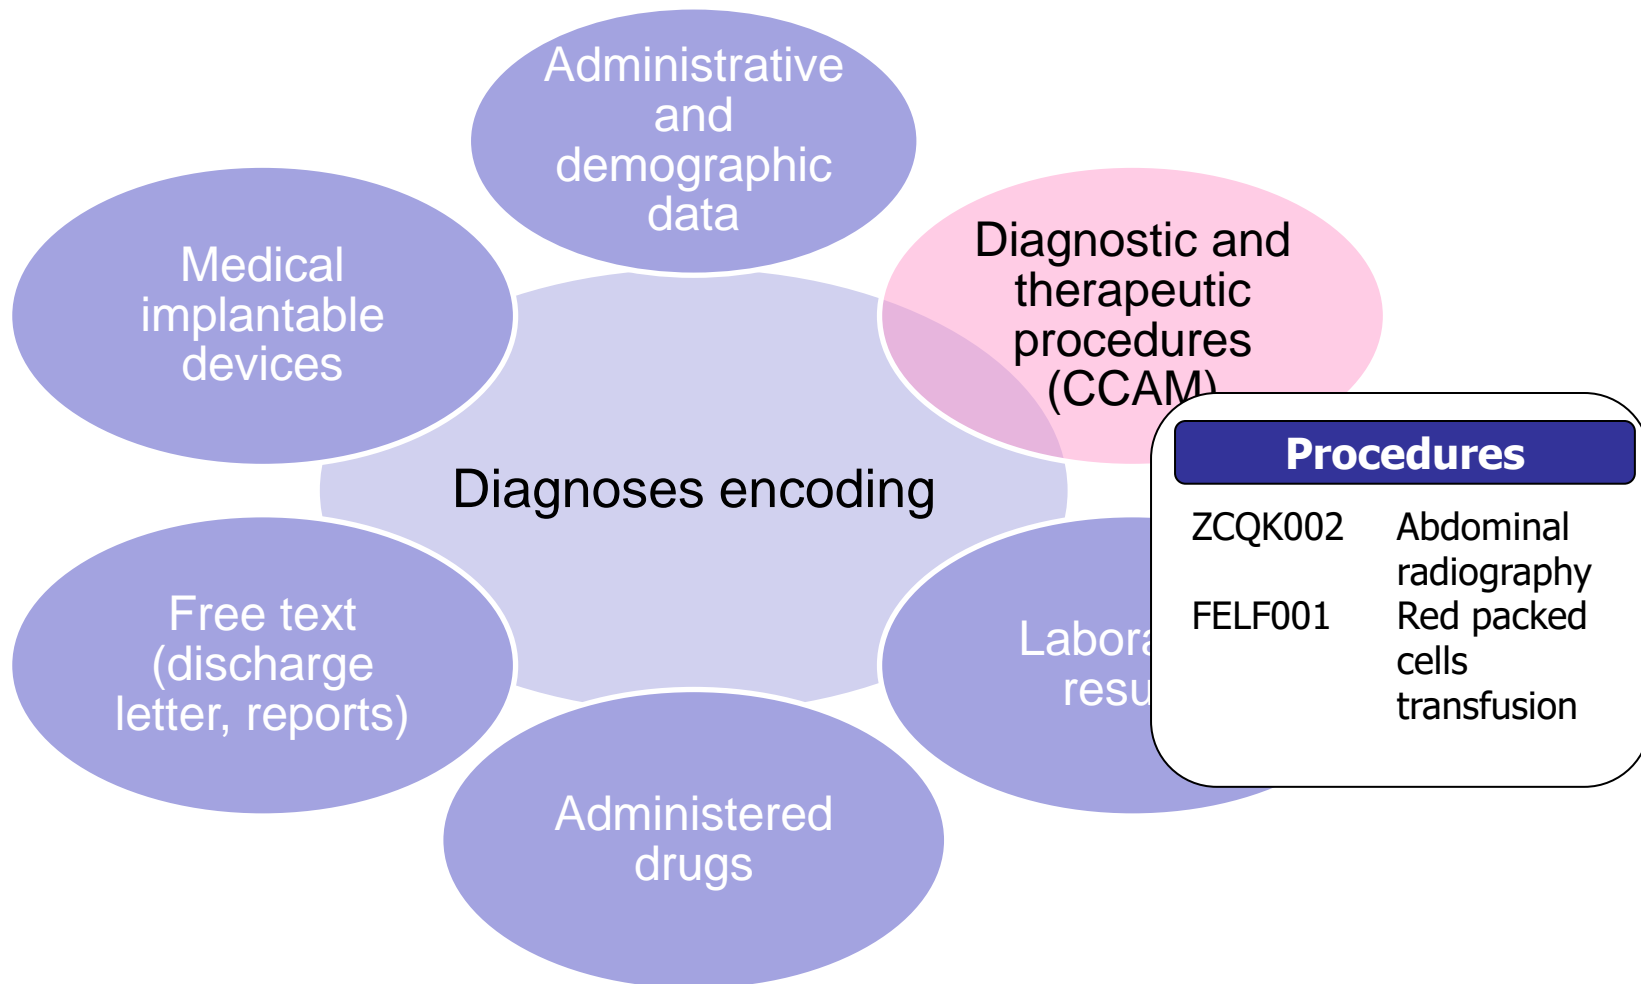 Administrative
and
demographic
data
Medical
implantable
devices
Diagnostic and
therapeutic
procedures
(CCAM)
Diagnoses encoding
Procedures
ZCQK002 Abdominal
radiography
FELF001 Red packed
cells
transfusion
Free text
(discharge
letter, reports)
Administered
drugs